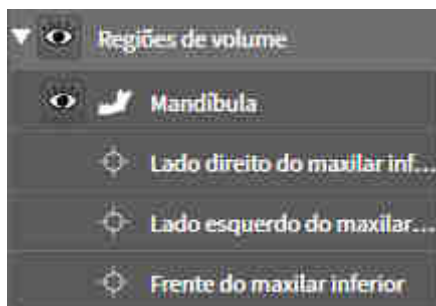 Regiões de volume
Mandíbula
Lado direito do maxilar inf...
Lado esquerdo do maxilar...
Frente do maxilar inferior